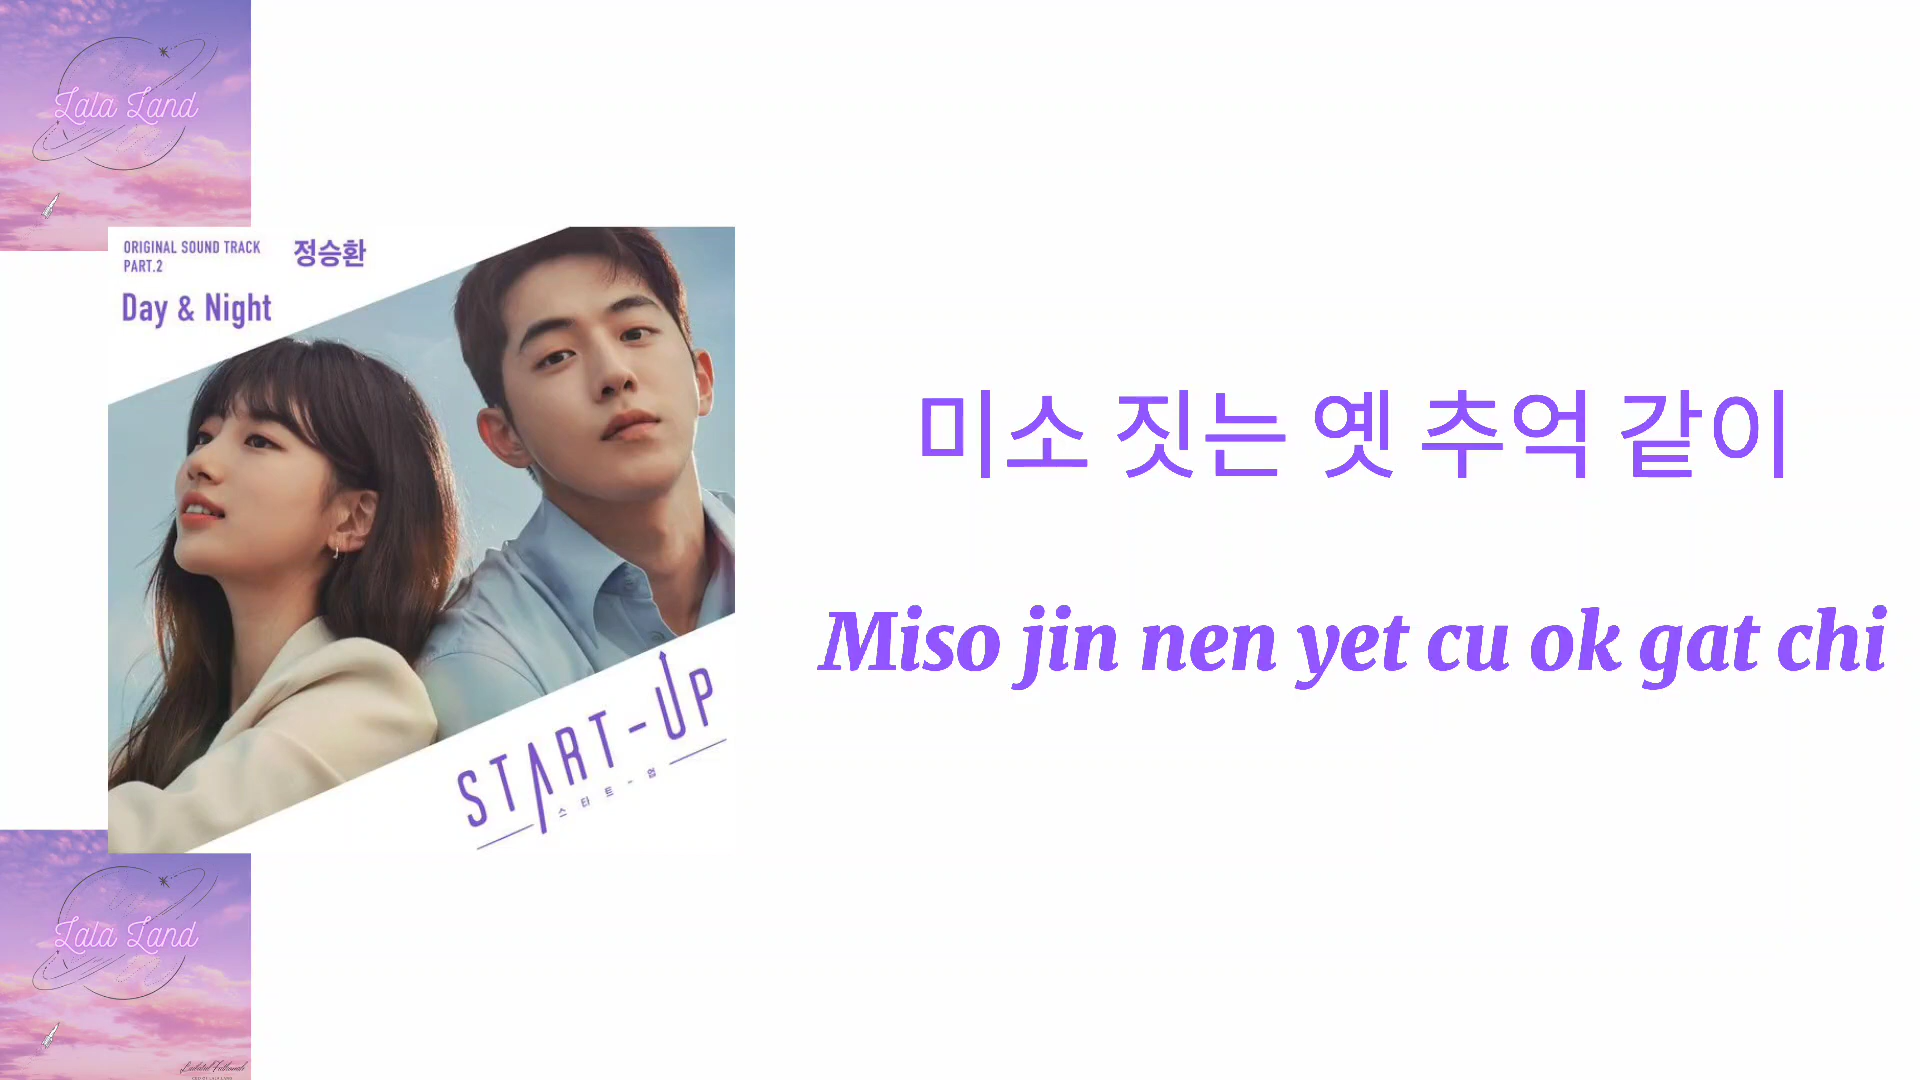 Lala Land
ORIGINAL SOUND TRACK
PART.2
정승환
Day & Night
미소 짓는 옛 추억 같이
Miso jin nen yet cu ok gat chi
START-UP
스타트-업
Lala Land